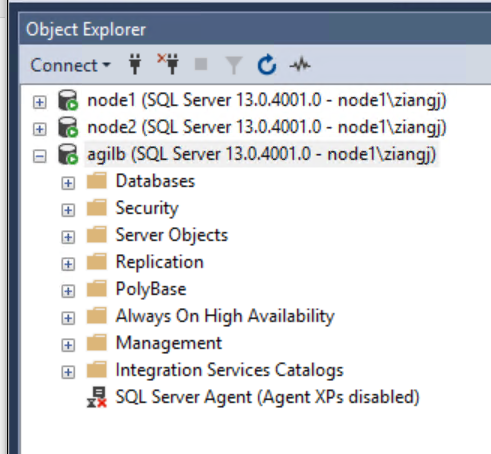 Object Explorer
Connect
node1 (SQL Server 13.0.4001.0 - node1\ziangj)
node2 (SQL Server 13.0.4001.0 - node1\ziangj)
agilb (SQL Server 13.0.4001.0 - node1\ziangj)
Databases
Security
Server Objects
Replication
PolyBase
Always On High Availability
Management
Integration Services Catalogs
SQL Server Agent (Agent XPs disabled)